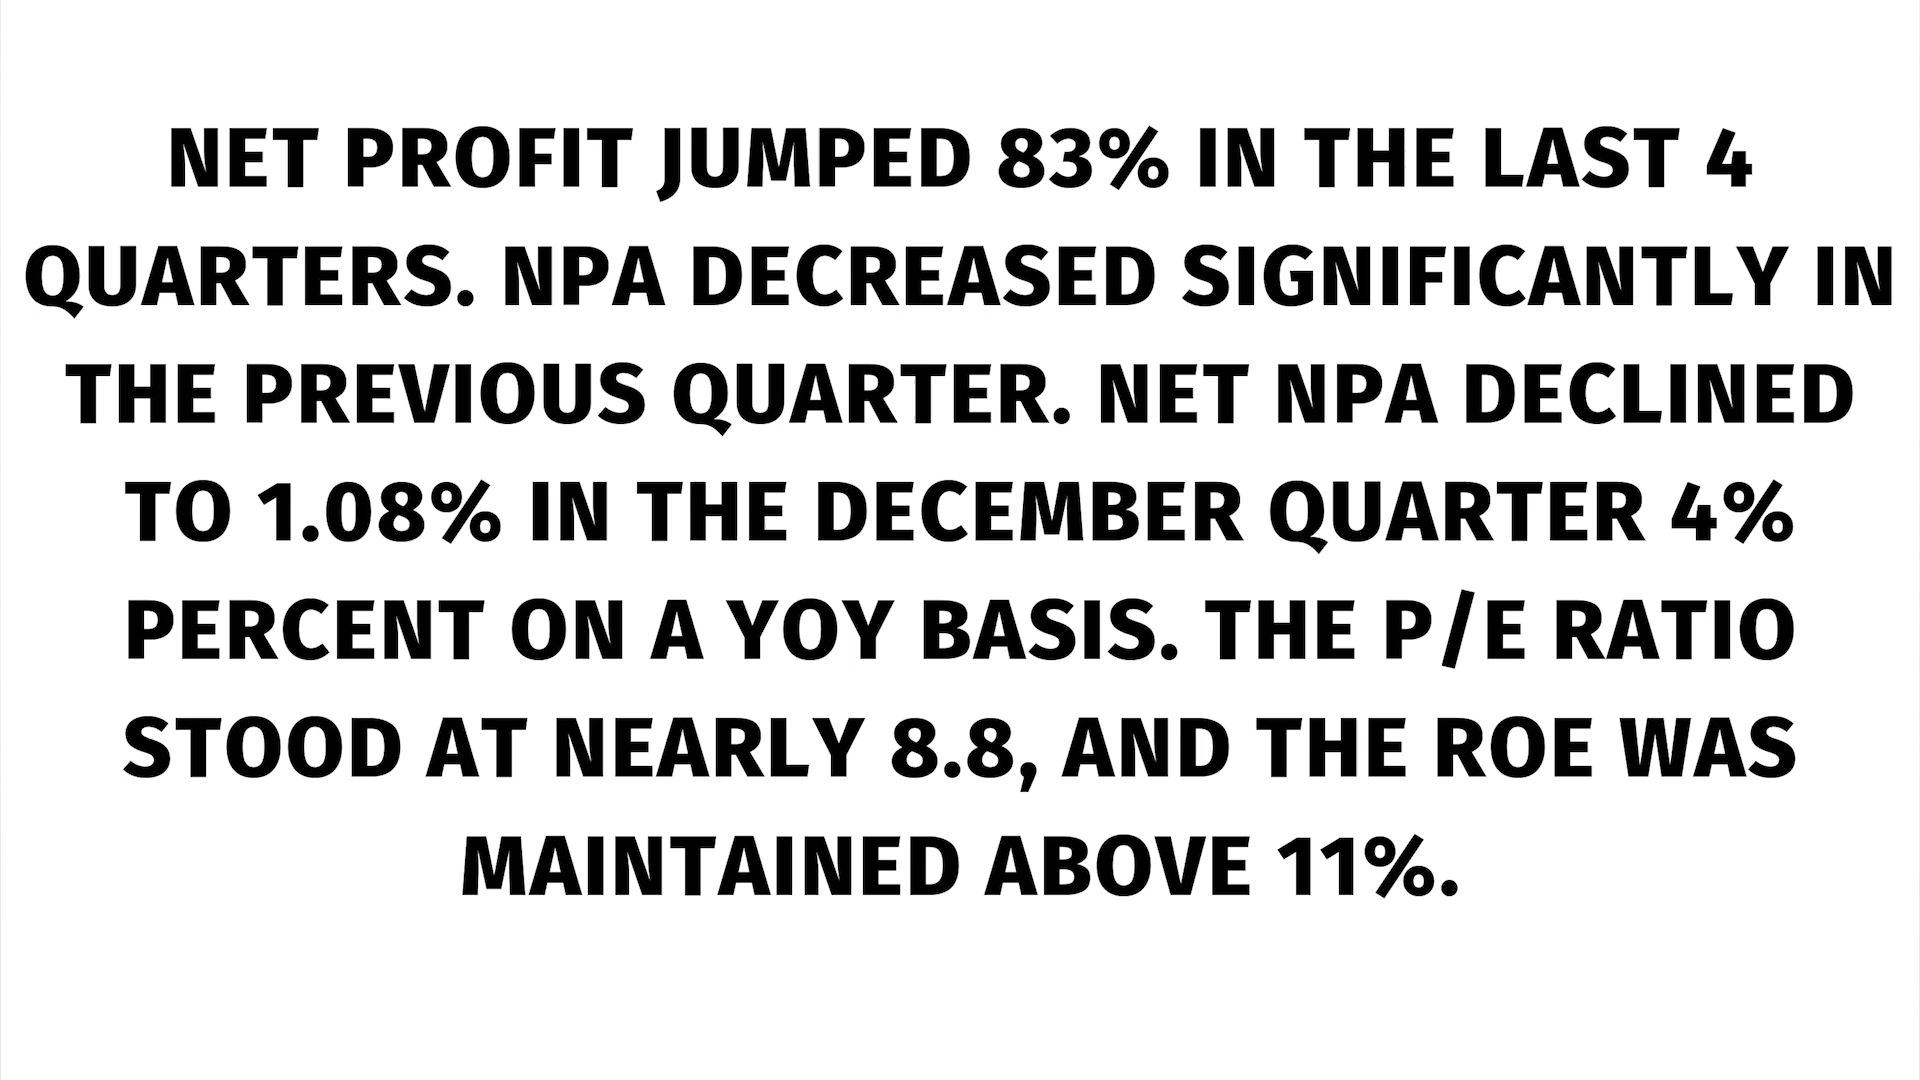 NET PROFIT JUMPED 83% IN THE LAST 4
QUARTERS. NPA DECREASED SIGNIFICANTLY IN
THE PREVIOUS QUARTER. NET NPA DECLINED
TO 1.08% IN THE DECEMBER QUARTER 4%
PERCENT ON A YOY BASIS. THE P/E RATIO
STOOD AT NEARLY 8.8, AND THE ROE WAS
MAINTAINED ABOVE 11%.